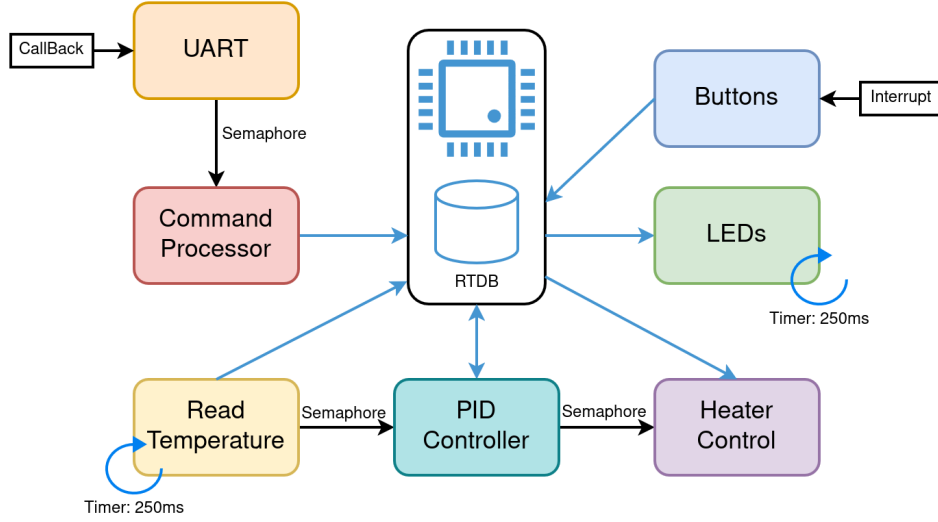 CallBack
UART
Semaphore
Command
Processor
RTDB
Buttons
Interrupt
LEDs
Timer: 250ms
Read
Temperature
Timer: 250ms
Semaphore
PID
Controller
Semaphore
Heater
Control